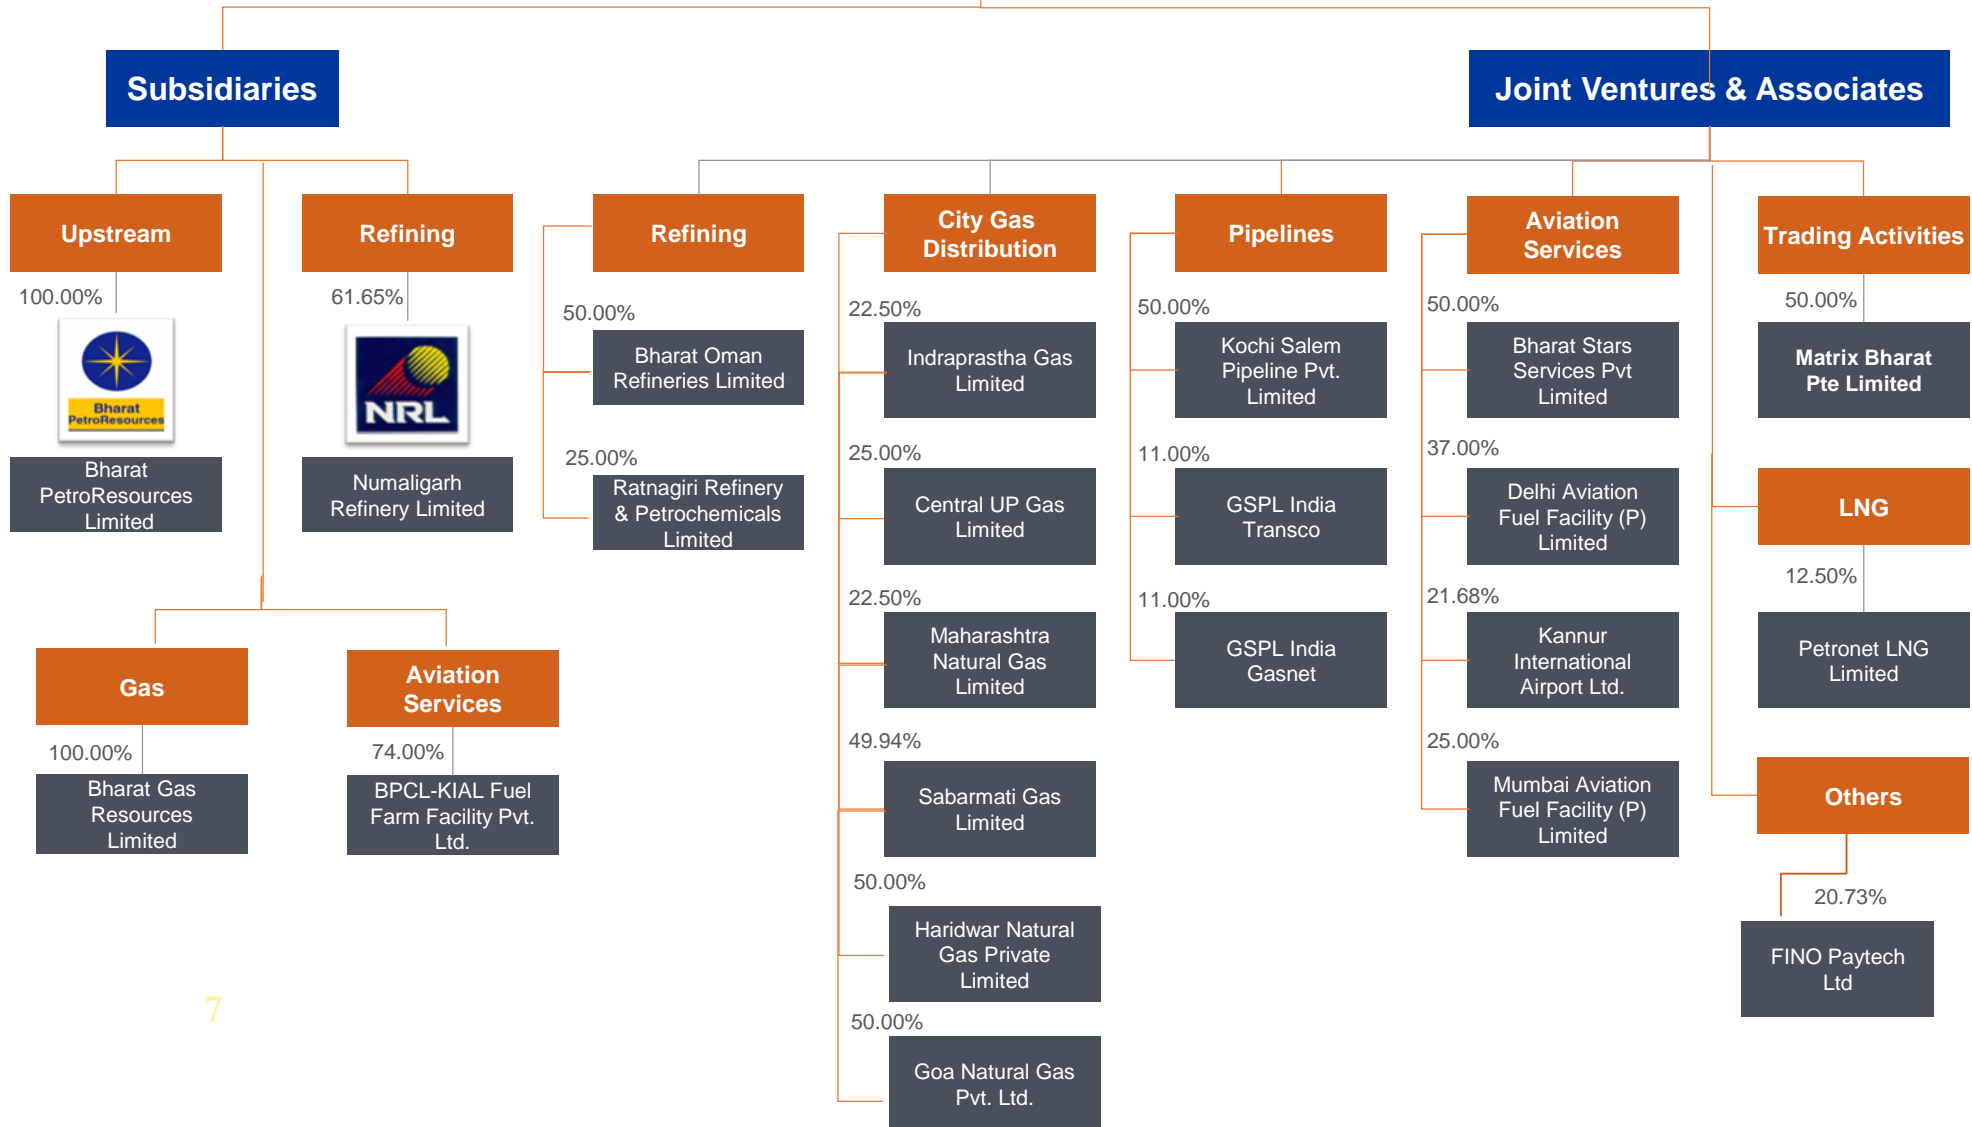 Subsidiaries
Joint Ventures & Associates
Upstream
100.00%
Bharat
PetroResources
Bharat
PetroResources
Limited
Refining
61.65%
NRL
Numaligarh
Refinery Limited
Gas
100.00%
Bharat Gas
Resources
Limited
Aviation
Services
74.00%
BPCL-KIAL Fuel
Farm Facility Pvt.
Ltd.
Refining
50.00%
Bharat Oman
Refineries Limited
25.00%
Ratnagiri Refinery
& Petrochemicals
Limited
City Gas
Distribution
22.50%
Indraprastha Gas
Limited
25.00%
Central UP Gas
Limited
22.50%
Maharashtra
Natural Gas
Limited
49.94%
Sabarmati Gas
Limited
50.00%
Haridwar Natural
Gas Private
Limited
50.00%
Goa Natural Gas
Pvt. Ltd.
Pipelines
50.00%
Kochi Salem
Pipeline Pvt.
Limited
11.00%
GSPL India
Transco
11.00%
GSPL India
Gasnet
Aviation
Services
50.00%
Bharat Stars
Services Pvt
Limited
37.00%
Delhi Aviation
Fuel Facility (P)
Limited
21.68%
Kannur
International
Airport Ltd.
25.00%
Mumbai Aviation
Fuel Facility (P)
Limited
Trading Activities
50.00%
Matrix Bharat
Pte Limited
LNG
12.50%
Petronet LNG
Limited
Others
20.73%
FINO Paytech
Ltd
7